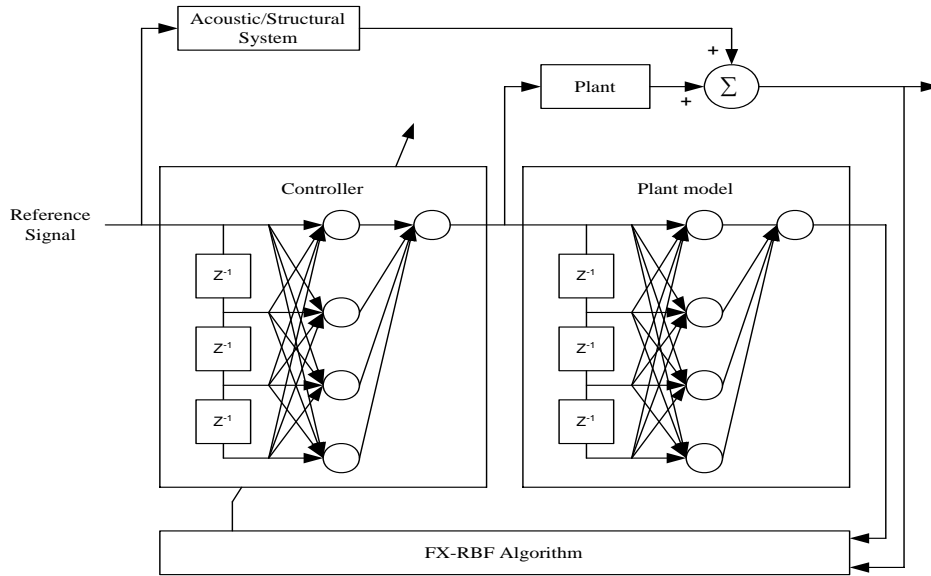 Acoustic/Structural
System
+
Plant
+
Σ
Controller
Plant model
Reference
Signal
Z-1
Z-1
Z-1
Z-1
Z-1
Z-1
FX-RBF Algorithm